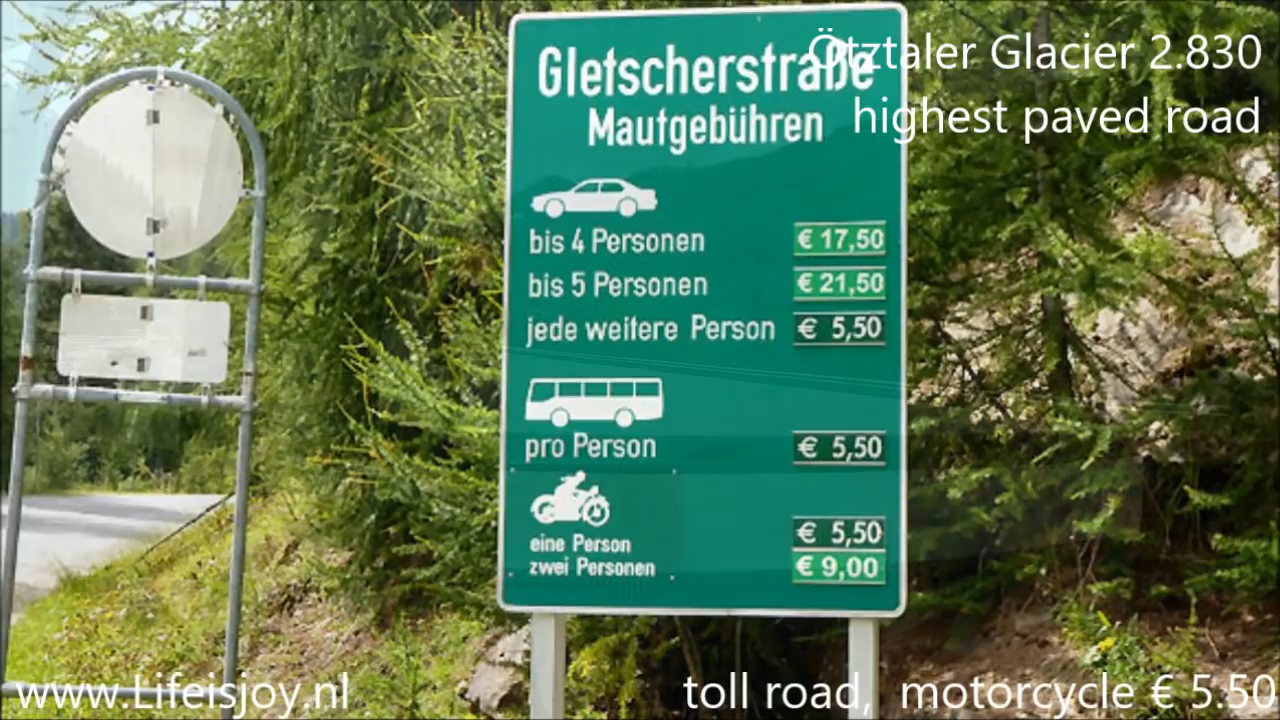 Ötztaler Glacier 2.830
highest paved road
Gletscherstraße
Mautgebühren
bis 4 Personen € 17,50
bis 5 Personen € 21,50
jede weitere Person € 5,50
pro Person € 5,50
eine Person € 5,50
zwei Personen € 9,00
www.Lifeisjoy.nl
toll road, motorcycle € 5.50